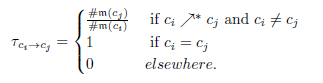 τ_{c_i→c_j} = { #m(c_j)/#m(c_i) if c_i ↗* c_j and c_i ≠ c_j
1 if c_i = c_j
0 elsewhere.